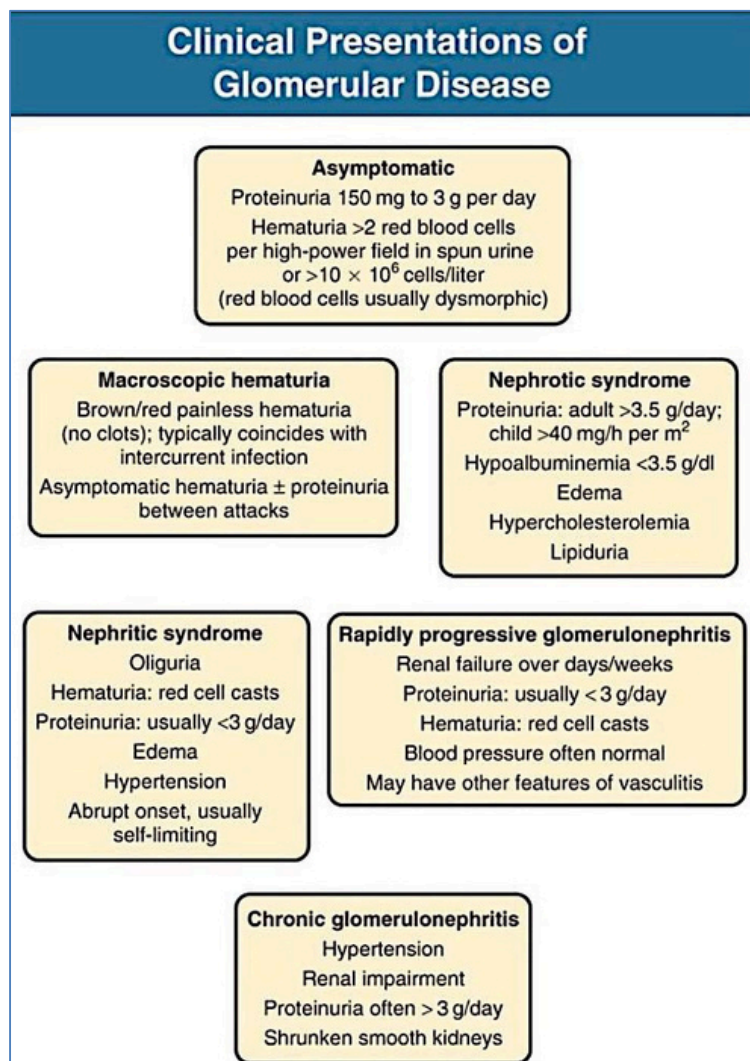 Clinical Presentations of
Glomerular Disease
Asymptomatic
Proteinuria 150 mg to 3 g per day
Hematuria >2 red blood cells
per high-power field in spun urine
or >10 × 10⁶ cells/liter
(red blood cells usually dysmorphic)
Macroscopic hematuria
Brown/red painless hematuria
(no clots); typically coincides with
intercurrent infection
Asymptomatic hematuria ± proteinuria
between attacks
Nephrotic syndrome
Proteinuria: adult >3.5 g/day;
child >40 mg/h per m²
Hypoalbuminemia <3.5 g/dl
Edema
Hypercholesterolemia
Lipiduria
Nephritic syndrome
Oliguria
Hematuria: red cell casts
Proteinuria: usually <3 g/day
Edema
Hypertension
Abrupt onset, usually
self-limiting
Rapidly progressive glomerulonephritis
Renal failure over days/weeks
Proteinuria: usually < 3 g/day
Hematuria: red cell casts
Blood pressure often normal
May have other features of vasculitis
Chronic glomerulonephritis
Hypertension
Renal impairment
Proteinuria often > 3 g/day
Shrunken smooth kidneys